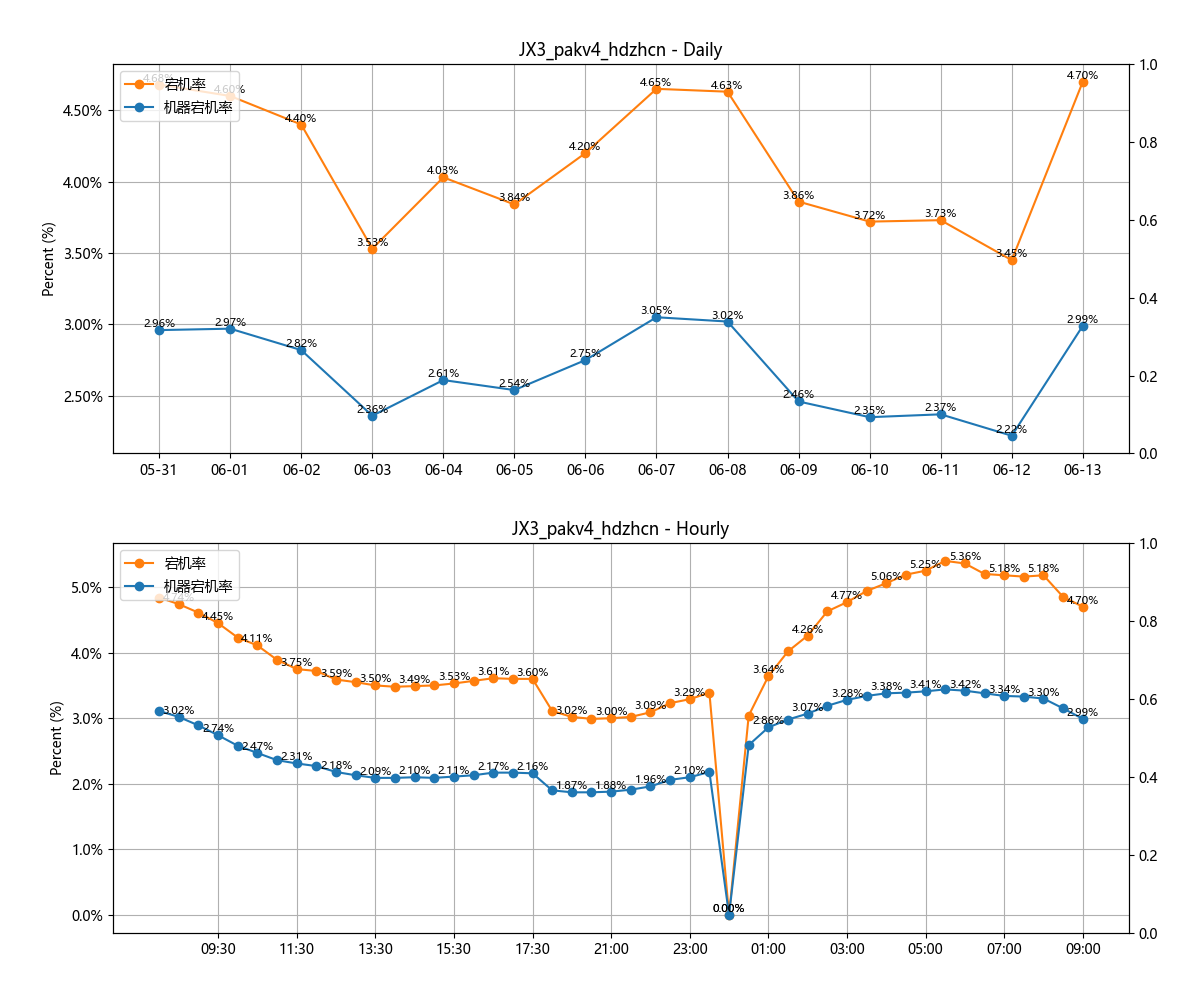 JX3_pakv4_hdzhcn - Daily
宕机率
机器宕机率
Percent (%)
4.50%
4.00%
3.50%
3.00%
2.50%
1.0
0.8
0.6
0.4
0.2
0.0
4.68% 4.60% 4.40% 3.53% 4.03% 3.84% 4.20% 4.65% 4.63% 3.86% 3.72% 3.73% 3.45% 4.70%
2.96% 2.97% 2.82% 2.36% 2.61% 2.54% 2.75% 3.05% 3.02% 2.46% 2.35% 2.37% 2.22% 2.99%
05-31 06-01 06-02 06-03 06-04 06-05 06-06 06-07 06-08 06-09 06-10 06-11 06-12 06-13
JX3_pakv4_hdzhcn - Hourly
宕机率
机器宕机率
Percent (%)
5.0%
4.0%
3.0%
2.0%
1.0%
0.0%
1.0
0.8
0.6
0.4
0.2
0.0
4.74% 4.45% 4.11% 3.75% 3.59% 3.50% 3.49% 3.53% 3.61% 3.60% 3.02% 3.00% 3.09% 3.29% 0.00% 3.64% 4.26% 4.77% 5.06% 5.25% 5.36% 5.18% 5.18% 4.70%
3.02% 2.74% 2.47% 2.31% 2.18% 2.09% 2.10% 2.11% 2.17% 2.16% 1.87% 1.88% 1.96% 2.10% 0.00% 2.86% 3.07% 3.28% 3.38% 3.41% 3.42% 3.34% 3.30% 2.99%
09:30 11:30 13:30 15:30 17:30 21:00 23:00 01:00 03:00 05:00 07:00 09:00